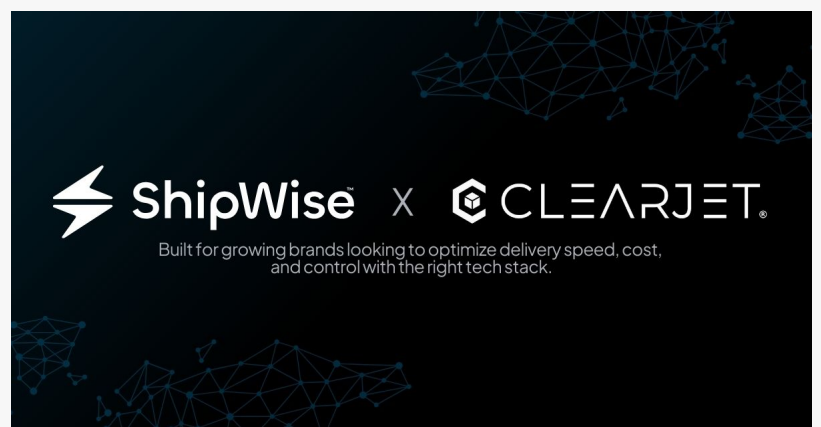 ShipWise™ X CLEARJET®
Built for growing brands looking to optimize delivery speed, cost,
and control with the right tech stack.